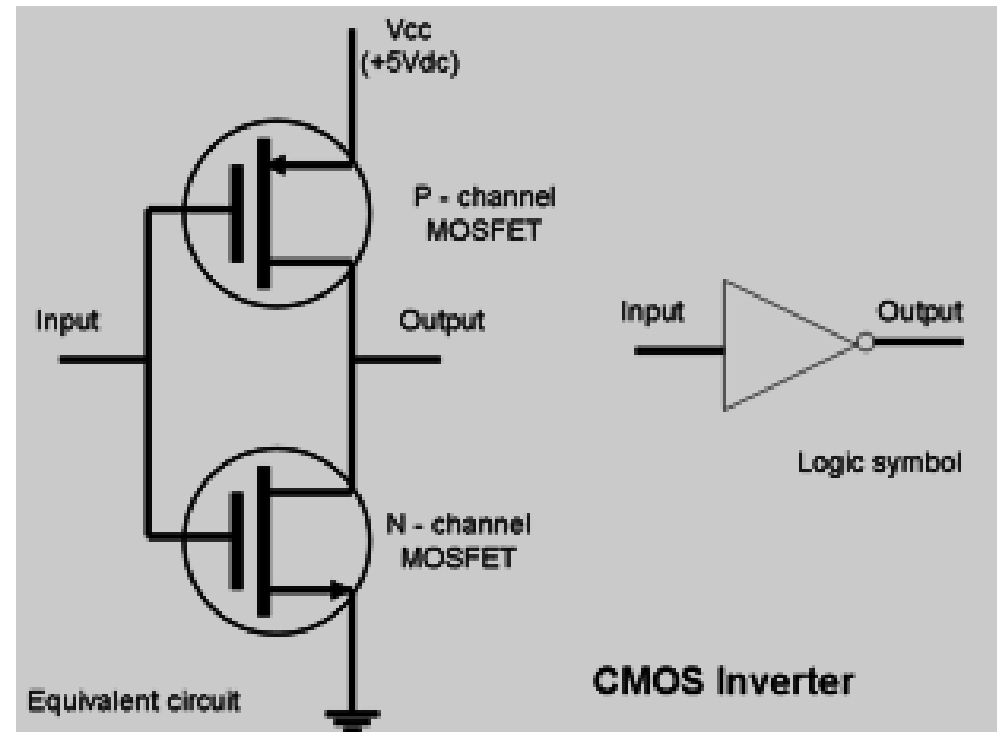 Vcc
(+5Vdc)
P - channel
MOSFET
Input
Output
Input
Output
Logic symbol
N - channel
MOSFET
CMOS Inverter
Equivalent circuit